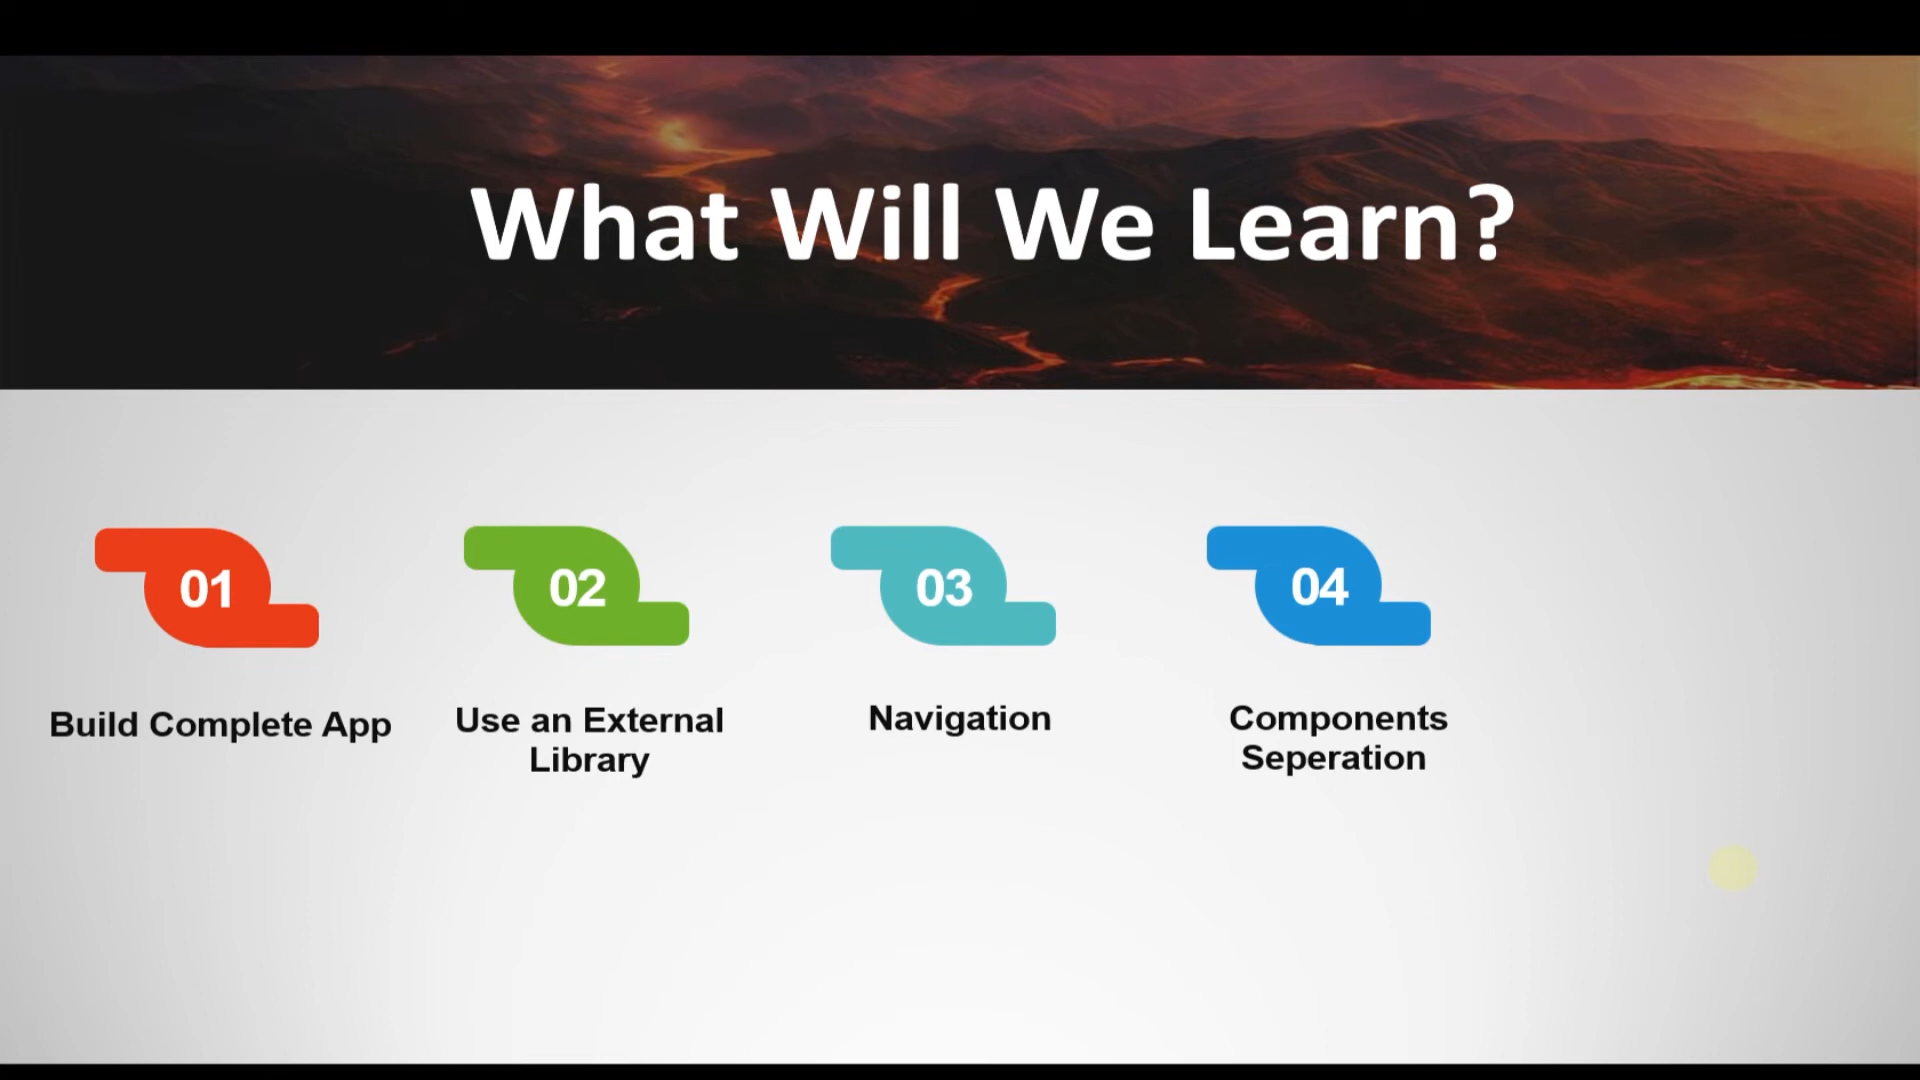 What Will We Learn?
01
02
03
04
Build Complete App
Use an External
Library
Navigation
Components
Seperation